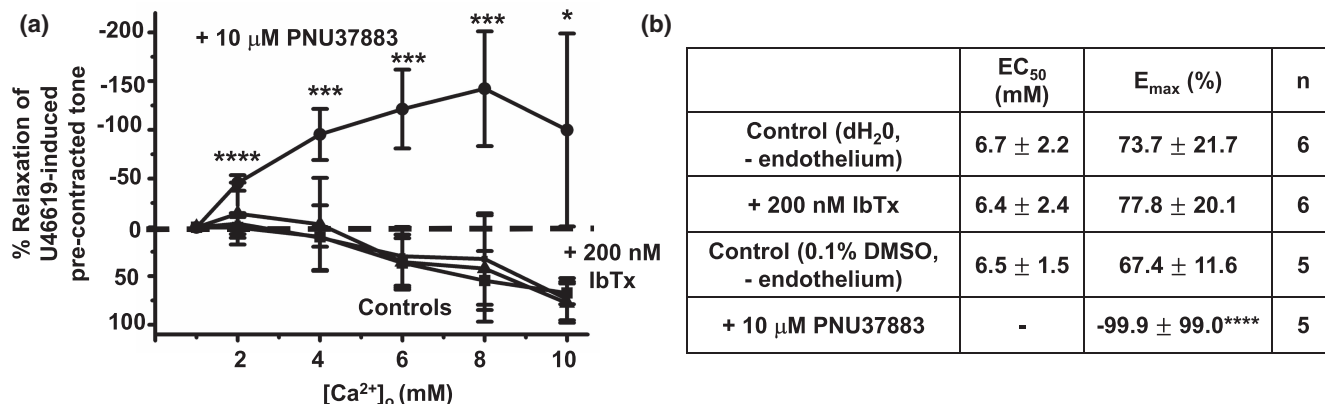 (a)
% Relaxation of
U46619-induced
pre-contracted tone
-200
-150
-100
-50
0
50
100
+ 10 μM PNU37883
****
***
***
***
*
+ 200 nM
IbTx
Controls
2 4 6 8 10
[Ca²⁺]ₒ (mM)
(b)
EC₅₀ (mM) Eₘₐₓ (%) n
Control (dH₂0, - endothelium) 6.7 ± 2.2 73.7 ± 21.7 6
+ 200 nM IbTx 6.4 ± 2.4 77.8 ± 20.1 6
Control (0.1% DMSO, - endothelium) 6.5 ± 1.5 67.4 ± 11.6 5
+ 10 μM PNU37883 - -99.9 ± 99.0**** 5